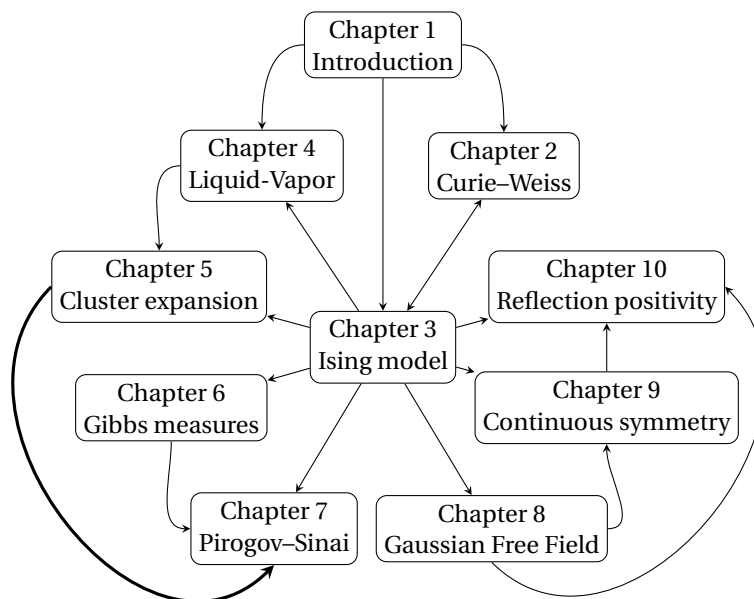 Chapter 1
Introduction
Chapter 4
Liquid-Vapor
Chapter 2
Curie–Weiss
Chapter 5
Cluster expansion
Chapter 10
Reflection positivity
Chapter 3
Ising model
Chapter 6
Gibbs measures
Chapter 9
Continuous symmetry
Chapter 7
Pirogov–Sinai
Chapter 8
Gaussian Free Field